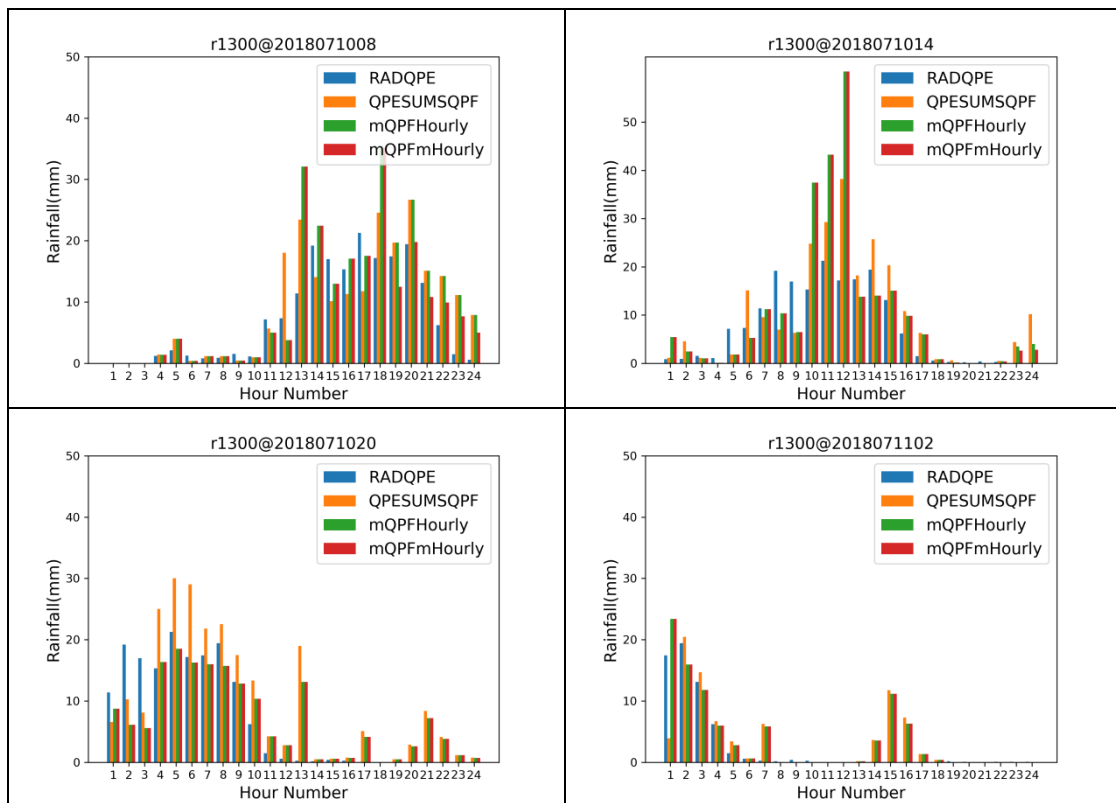 r1300@2018071008
50
40
30
20
10
0
Rainfall(mm)
RADQPE
QPESUMSQPF
mQPFHourly
mQPFmHourly
1 2 3 4 5 6 7 8 9 10 11 12 13 14 15 16 17 18 19 20 21 22 23 24
Hour Number
r1300@2018071014
50
40
30
20
10
0
Rainfall(mm)
RADQPE
QPESUMSQPF
mQPFHourly
mQPFmHourly
1 2 3 4 5 6 7 8 9 10 11 12 13 14 15 16 17 18 19 20 21 22 23 24
Hour Number
r1300@2018071020
50
40
30
20
10
0
Rainfall(mm)
RADQPE
QPESUMSQPF
mQPFHourly
mQPFmHourly
1 2 3 4 5 6 7 8 9 10 11 12 13 14 15 16 17 18 19 20 21 22 23 24
Hour Number
r1300@2018071102
50
40
30
20
10
0
Rainfall(mm)
RADQPE
QPESUMSQPF
mQPFHourly
mQPFmHourly
1 2 3 4 5 6 7 8 9 10 11 12 13 14 15 16 17 18 19 20 21 22 23 24
Hour Number